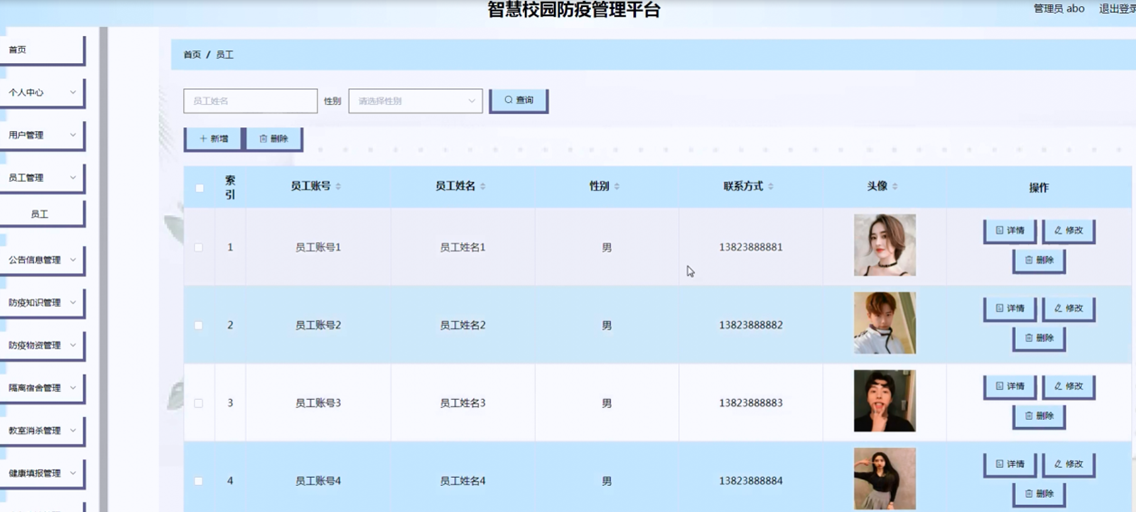 智慧校园防疫管理平台
管理员 abo 退出登录
首页
个人中心
用户管理
员工管理
员工
公告信息管理
防疫知识管理
防疫物资管理
隔离宿舍管理
教室消杀管理
健康填报管理
首页 / 员工
员工姓名 性别 请选择性别 查询
新增 删除
索引 员工账号 员工姓名 性别 联系方式 头像 操作
1 员工账号1 员工姓名1 男 13823888881 详情 修改
删除
2 员工账号2 员工姓名2 男 13823888882 详情 修改
删除
3 员工账号3 员工姓名3 男 13823888883 详情 修改
删除
4 员工账号4 员工姓名4 男 13823888884 详情 修改
删除